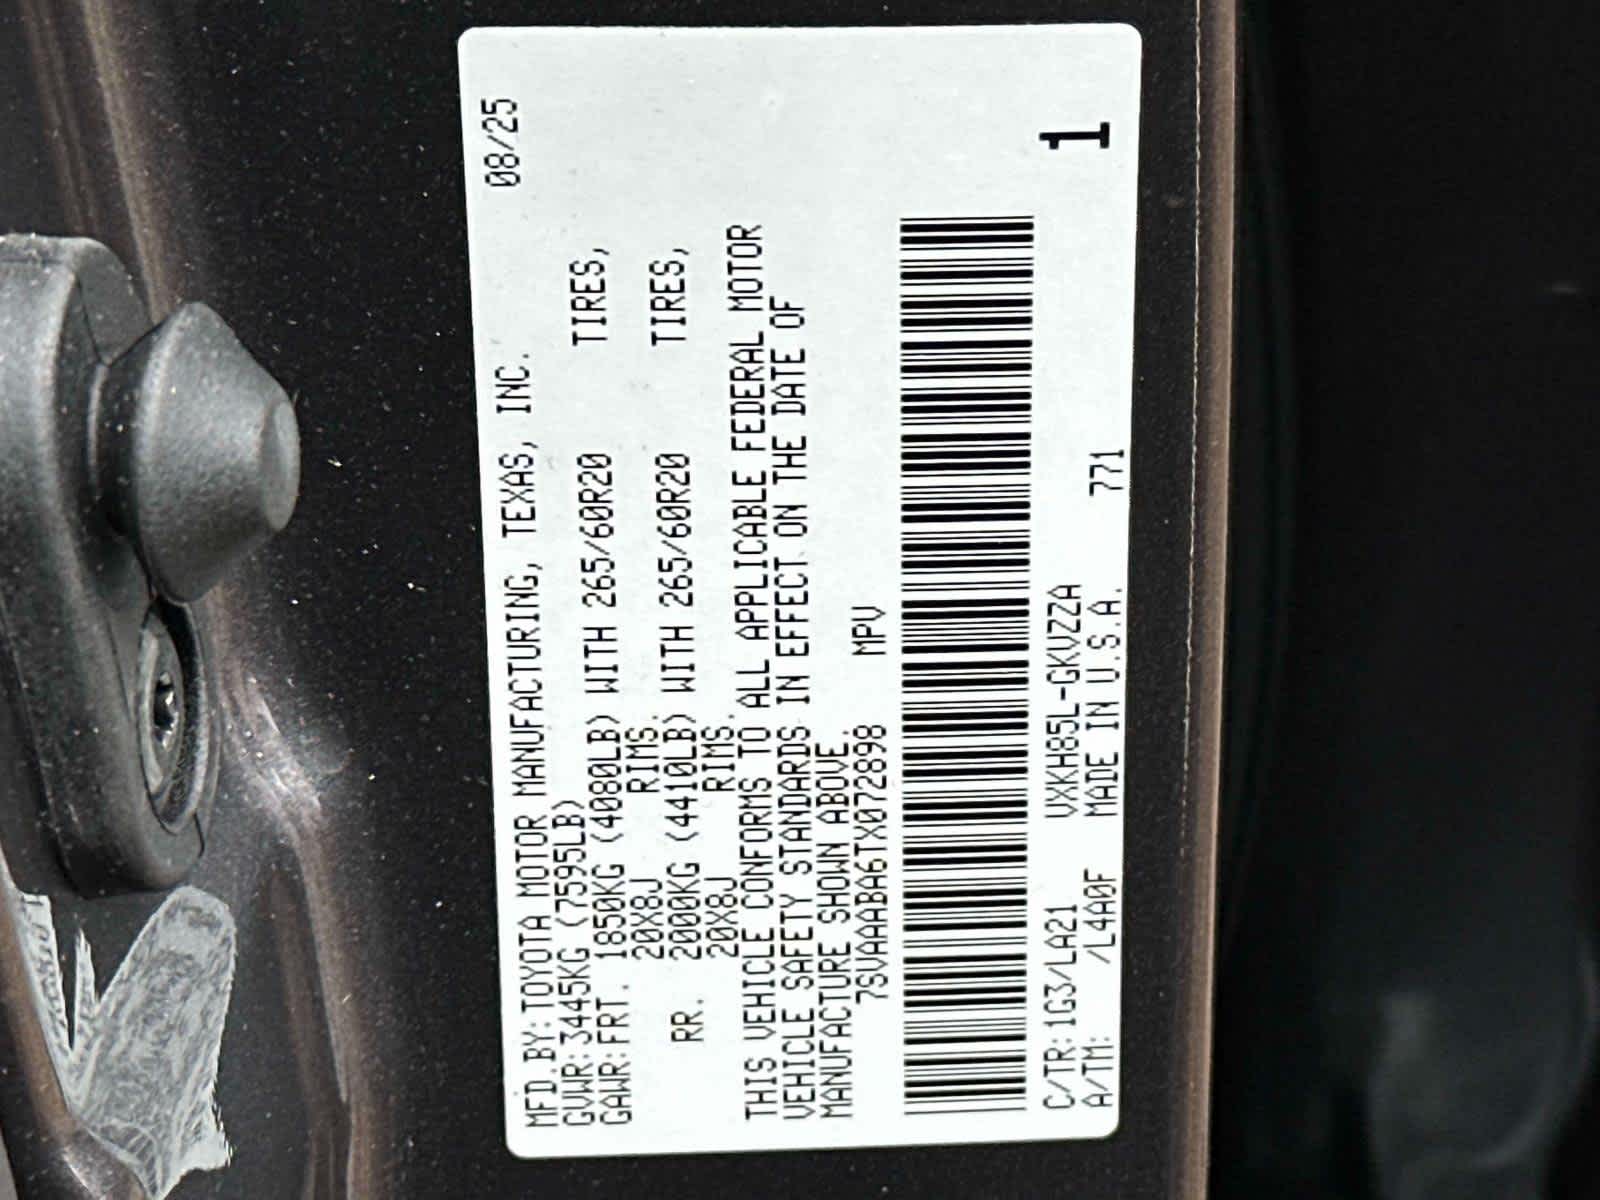 MFD.BY:TOYOTA MOTOR MANUFACTURING, TEXAS, INC. 08/25
GVWR:3445KG (7595LB)
GAWR:FRT. 1850KG (4080LB) WITH 265/60R20 TIRES,
20X8J RIMS.
RR. 2000KG (4410LB) WITH 265/60R20 TIRES,
20X8J RIMS.
THIS VEHICLE CONFORMS TO ALL APPLICABLE FEDERAL MOTOR
VEHICLE SAFETY STANDARDS IN EFFECT ON THE DATE OF
MANUFACTURE SHOWN ABOVE.
7SVAAABA6TX072898 MPV
C/TR:1G3/LA21 VXKH85L-GKVZZA 1
A/TM: /L4A0F MADE IN U.S.A. 771